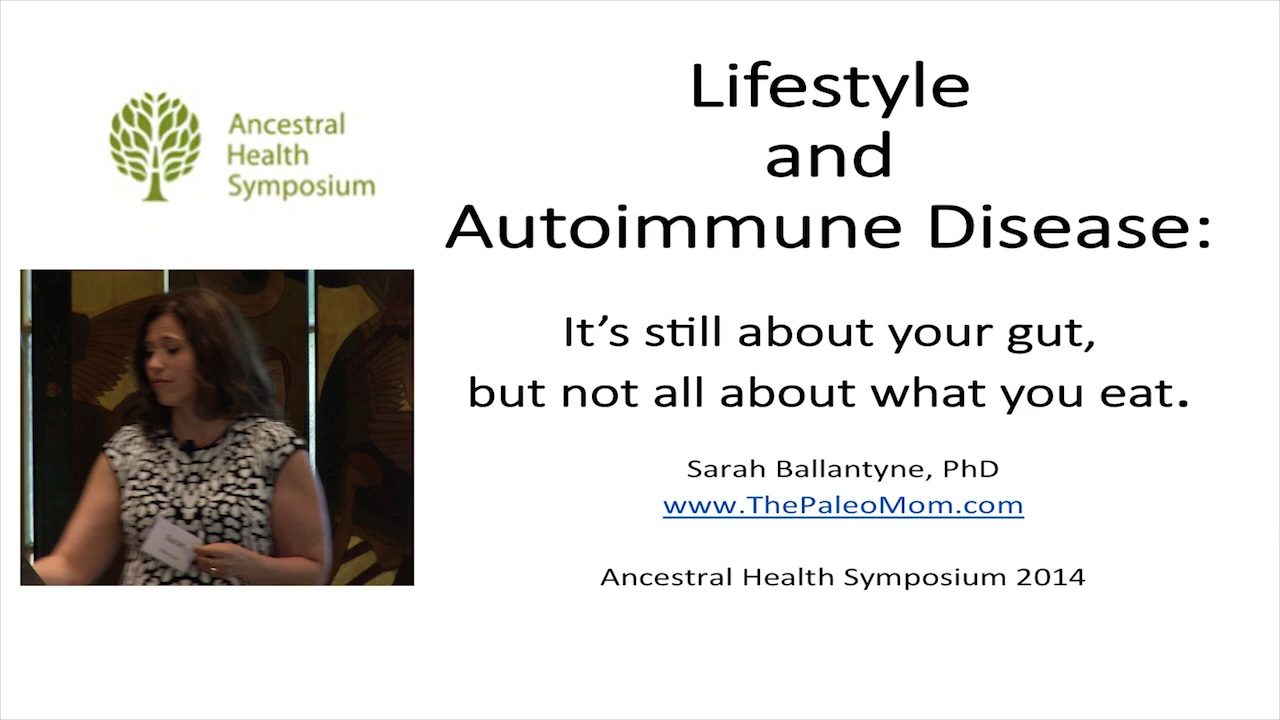 Ancestral
Health
Symposium
Lifestyle
and
Autoimmune Disease:
It's still about your gut,
but not all about what you eat.
Sarah Ballantyne, PhD
www.ThePaleoMom.com
Ancestral Health Symposium 2014